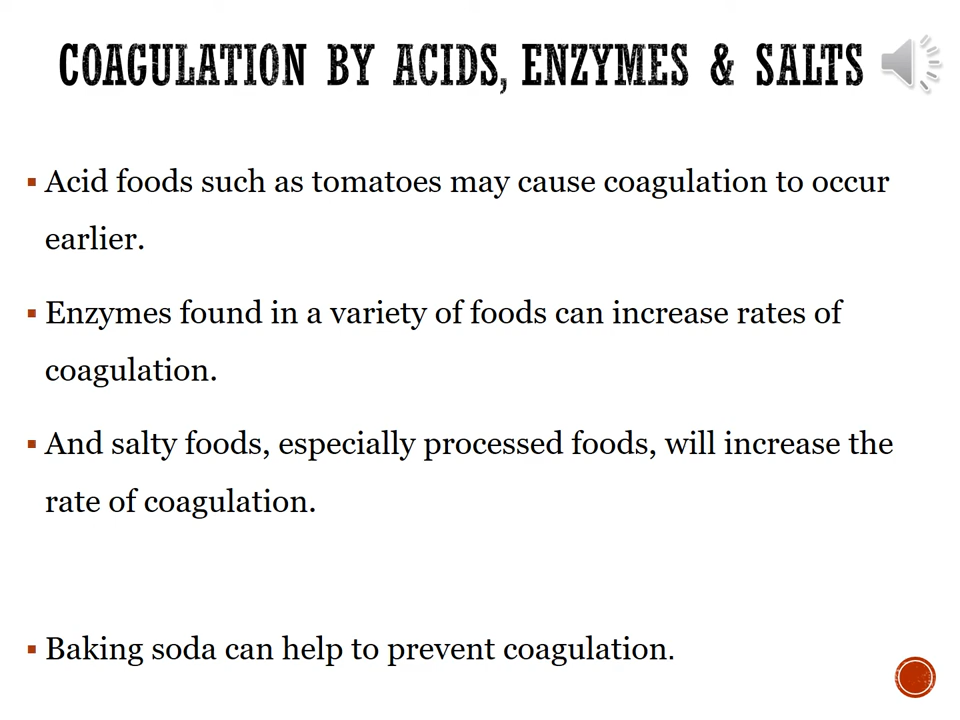 COAGULATION BY ACIDS, ENZYMES & SALTS
▪ Acid foods such as tomatoes may cause coagulation to occur
earlier.
▪ Enzymes found in a variety of foods can increase rates of
coagulation.
▪ And salty foods, especially processed foods, will increase the
rate of coagulation.
▪ Baking soda can help to prevent coagulation.